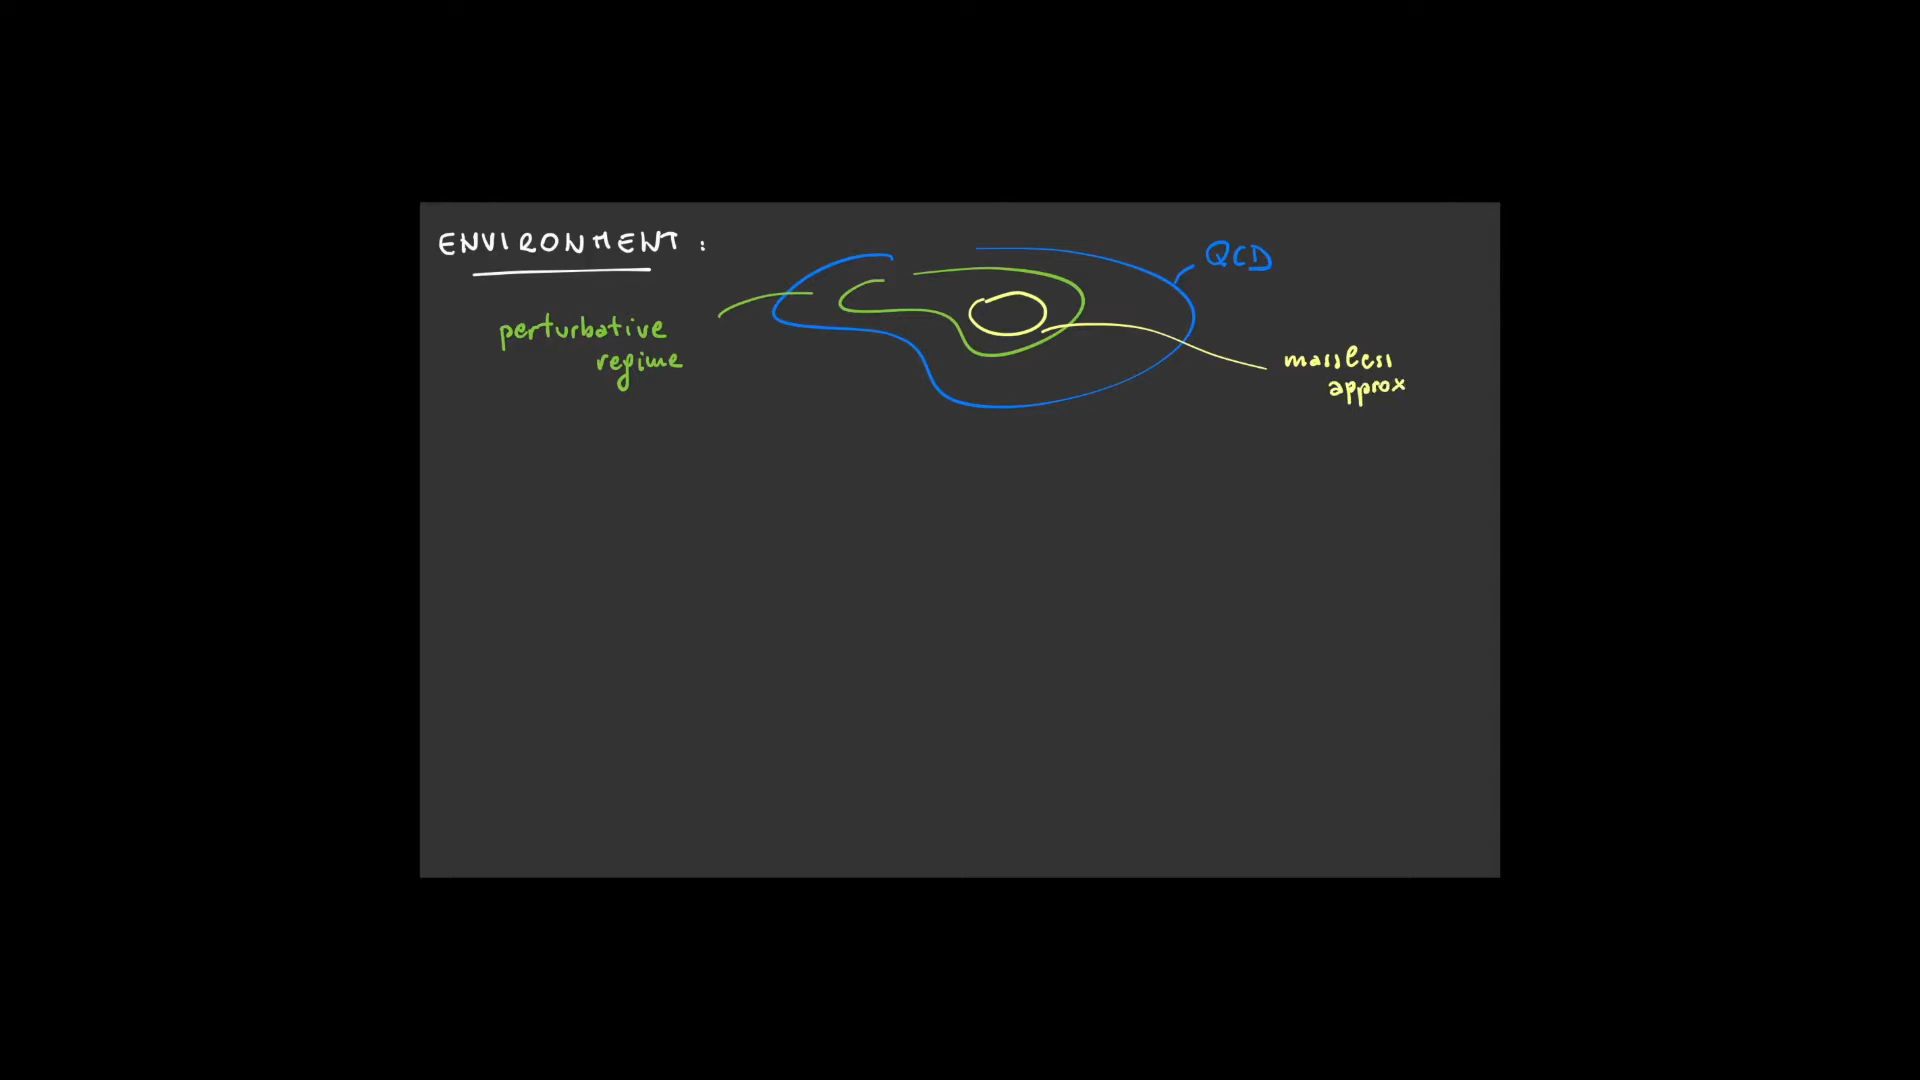 ENVIRONMENT :
QCD
perturbative
regime
massless
approx